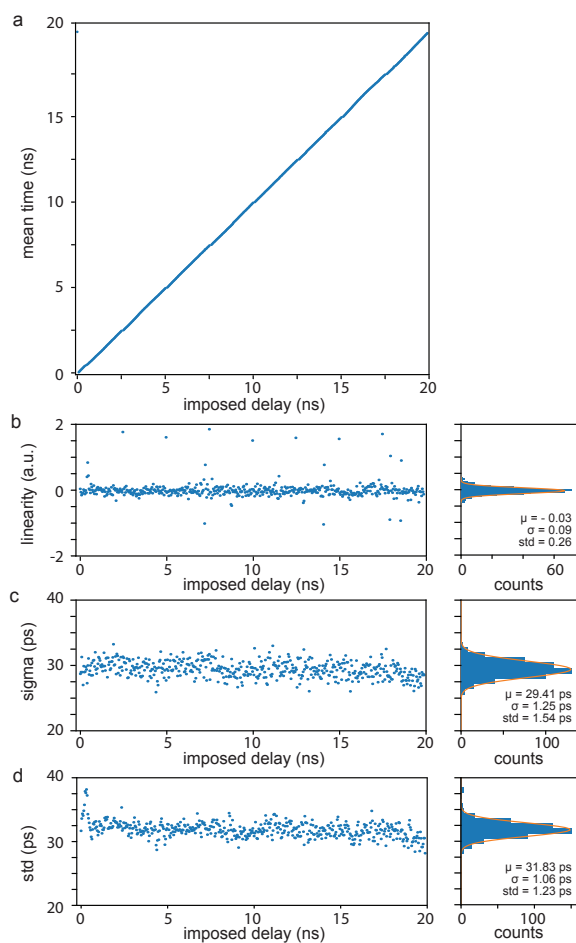 a
20
15
10
5
0
mean time (ns)
0 5 10 15 20
imposed delay (ns)
b
2
0
-2
linearity (a.u.)
0 5 10 15 20
imposed delay (ns)
μ = - 0.03
σ = 0.09
std = 0.26
0 60
counts
c
40
30
20
sigma (ps)
0 5 10 15 20
imposed delay (ns)
μ = 29.41 ps
σ = 1.25 ps
std = 1.54 ps
0 100
counts
d
40
30
20
std (ps)
0 5 10 15 20
imposed delay (ns)
μ = 31.83 ps
σ = 1.06 ps
std = 1.23 ps
0 100
counts